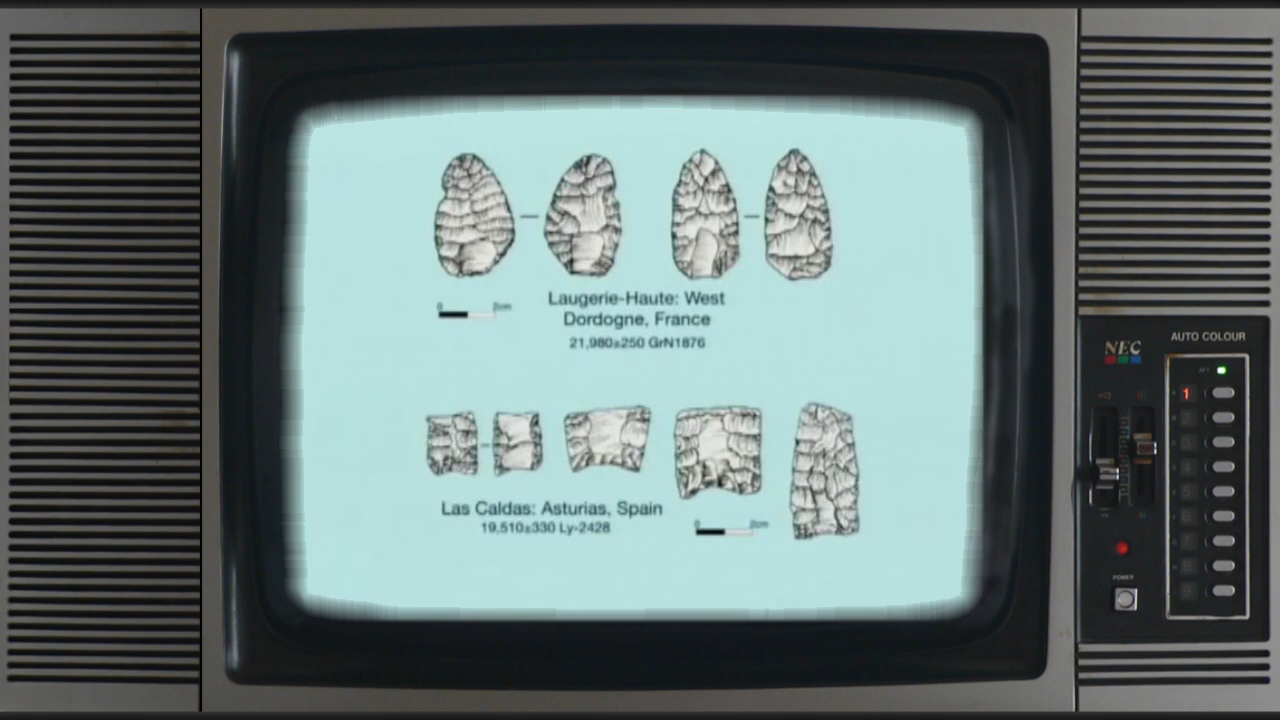 0 2cm
Laugerie-Haute: West
Dordogne, France
21,980±250 GrN1876
Las Caldas: Asturias, Spain
19,510±330 Ly-2428
0 2cm
NEC
AUTO COLOUR
AFT
1
POWER